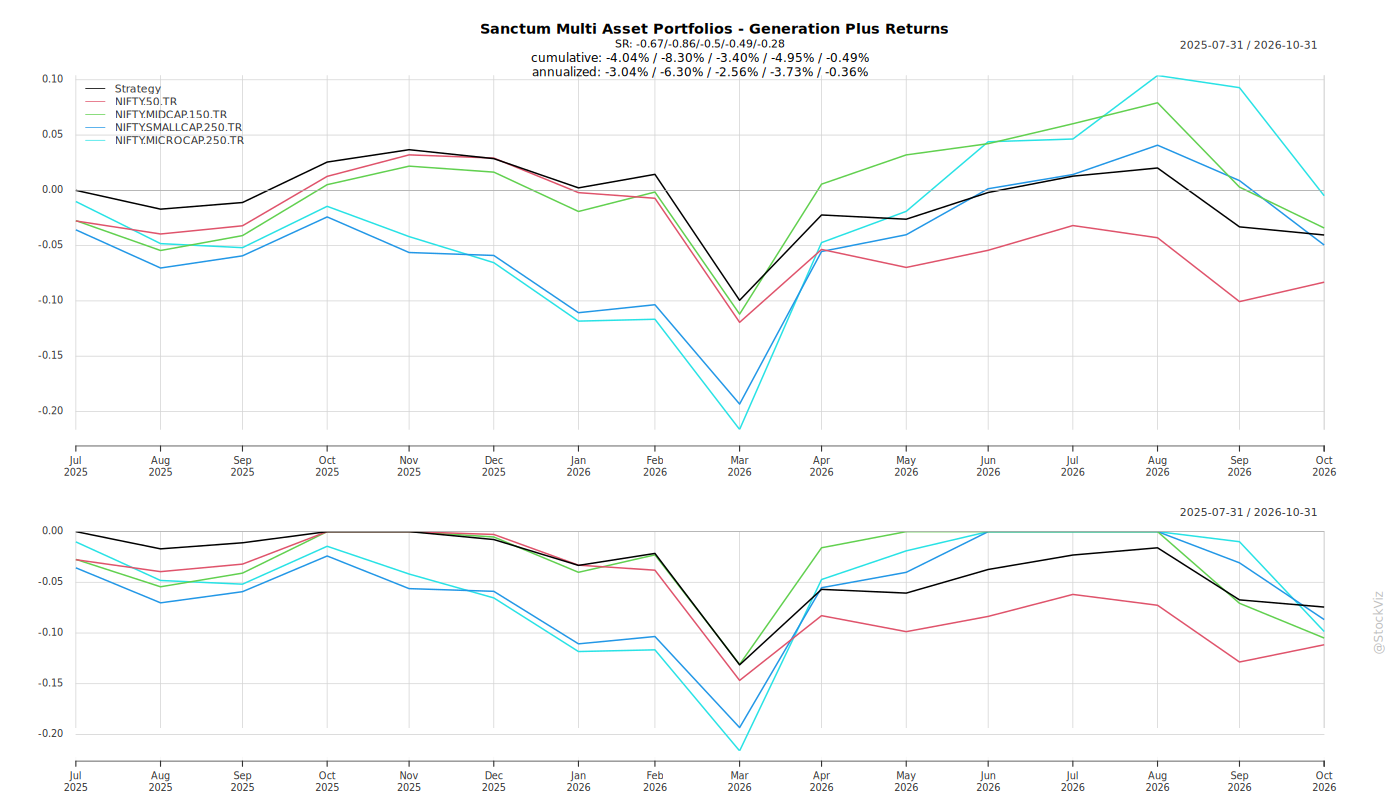 Sanctum Multi Asset Portfolios - Generation Plus Returns
SR: -0.67/-0.86/-0.5/-0.49/-0.28
cumulative: -4.04% / -8.30% / -3.40% / -4.95% / -0.49%
annualized: -3.04% / -6.30% / -2.56% / -3.73% / -0.36%
2025-07-31 / 2026-10-31
Strategy
NIFTY.50.TR
NIFTY.MIDCAP.150.TR
NIFTY.SMALLCAP.250.TR
NIFTY.MICROCAP.250.TR
0.10
0.05
0.00
-0.05
-0.10
-0.15
-0.20
Jul Aug Sep Oct Nov Dec Jan Feb Mar Apr May Jun Jul Aug Sep Oct
2025 2025 2025 2025 2025 2025 2026 2026 2026 2026 2026 2026 2026 2026 2026 2026
2025-07-31 / 2026-10-31
0.00
-0.05
-0.10
-0.15
-0.20
Jul Aug Sep Oct Nov Dec Jan Feb Mar Apr May Jun Jul Aug Sep Oct
2025 2025 2025 2025 2025 2025 2026 2026 2026 2026 2026 2026 2026 2026 2026 2026
@StockViz